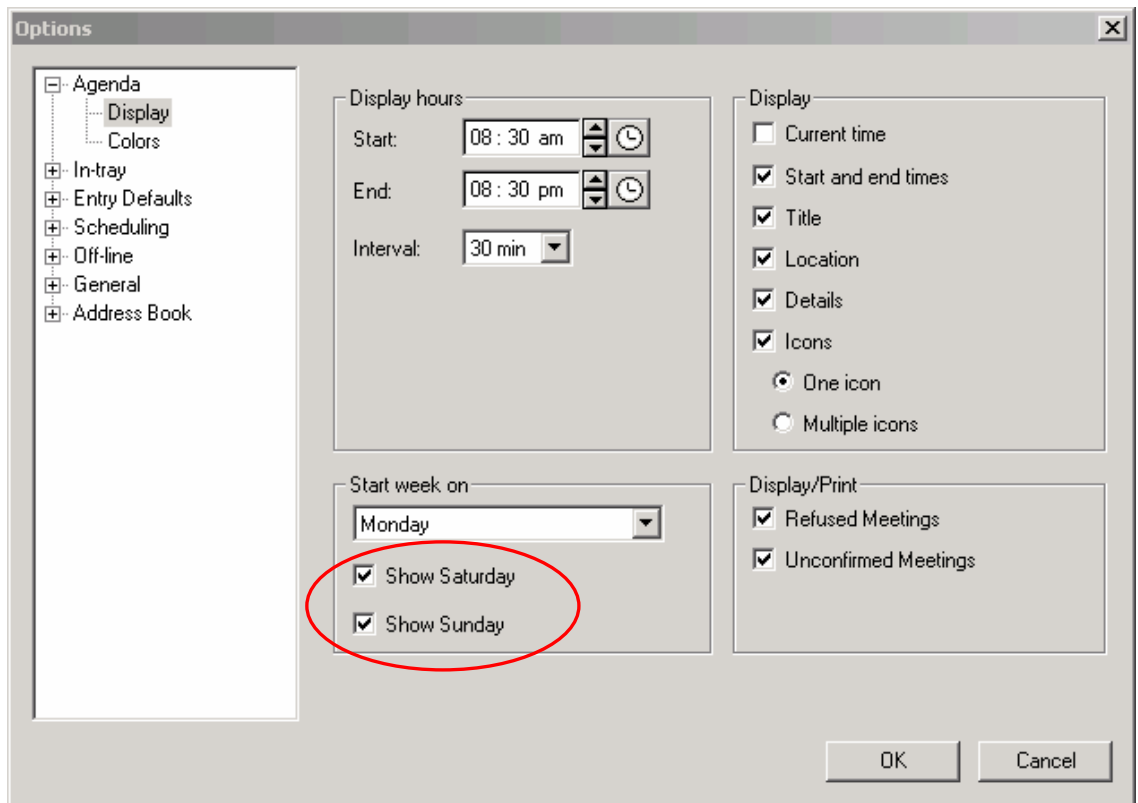 Options
Agenda
Display
Colors
In-tray
Entry Defaults
Scheduling
Off-line
General
Address Book
Display hours
Start: 08 : 30 am
End: 08 : 30 pm
Interval: 30 min
Display
Current time
Start and end times
Title
Location
Details
Icons
One icon
Multiple icons
Start week on
Monday
Show Saturday
Show Sunday
Display/Print
Refused Meetings
Unconfirmed Meetings
OK Cancel